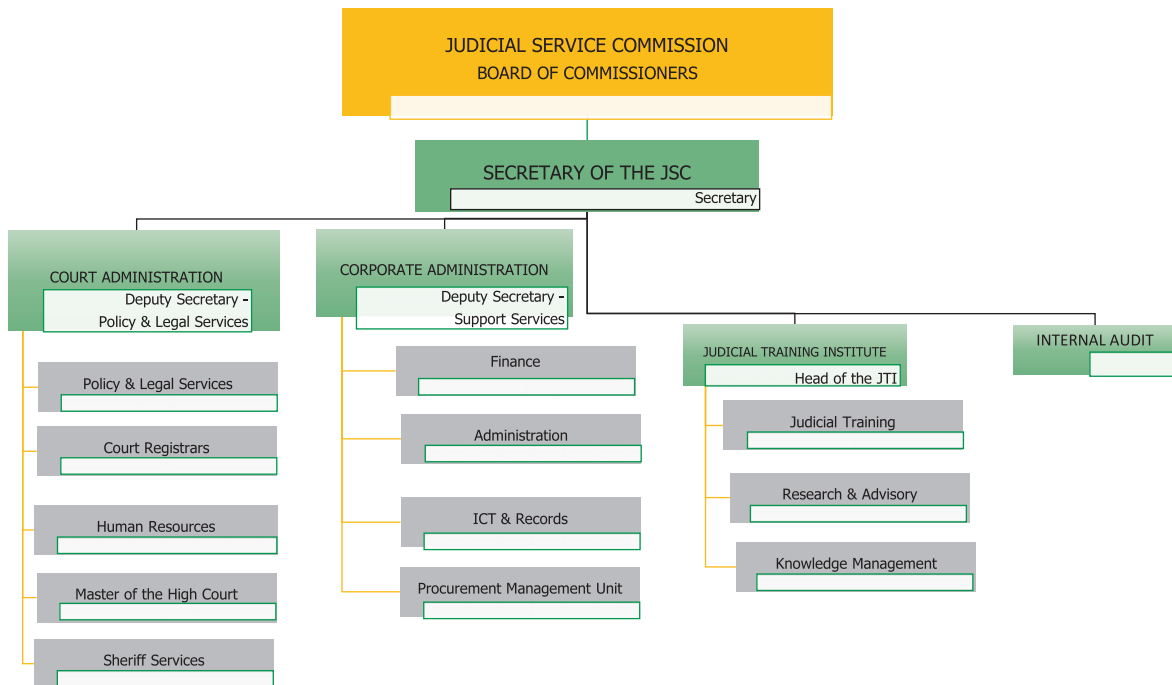 JUDICIAL SERVICE COMMISSION
BOARD OF COMMISSIONERS
SECRETARY OF THE JSC
Secretary
COURT ADMINISTRATION
Deputy Secretary -
Policy & Legal Services
Policy & Legal Services
Court Registrars
Human Resources
Master of the High Court
Sheriff Services
CORPORATE ADMINISTRATION
Deputy Secretary -
Support Services
Finance
Administration
ICT & Records
Procurement Management Unit
JUDICIAL TRAINING INSTITUTE
Head of the JTI
Judicial Training
Research & Advisory
Knowledge Management
INTERNAL AUDIT